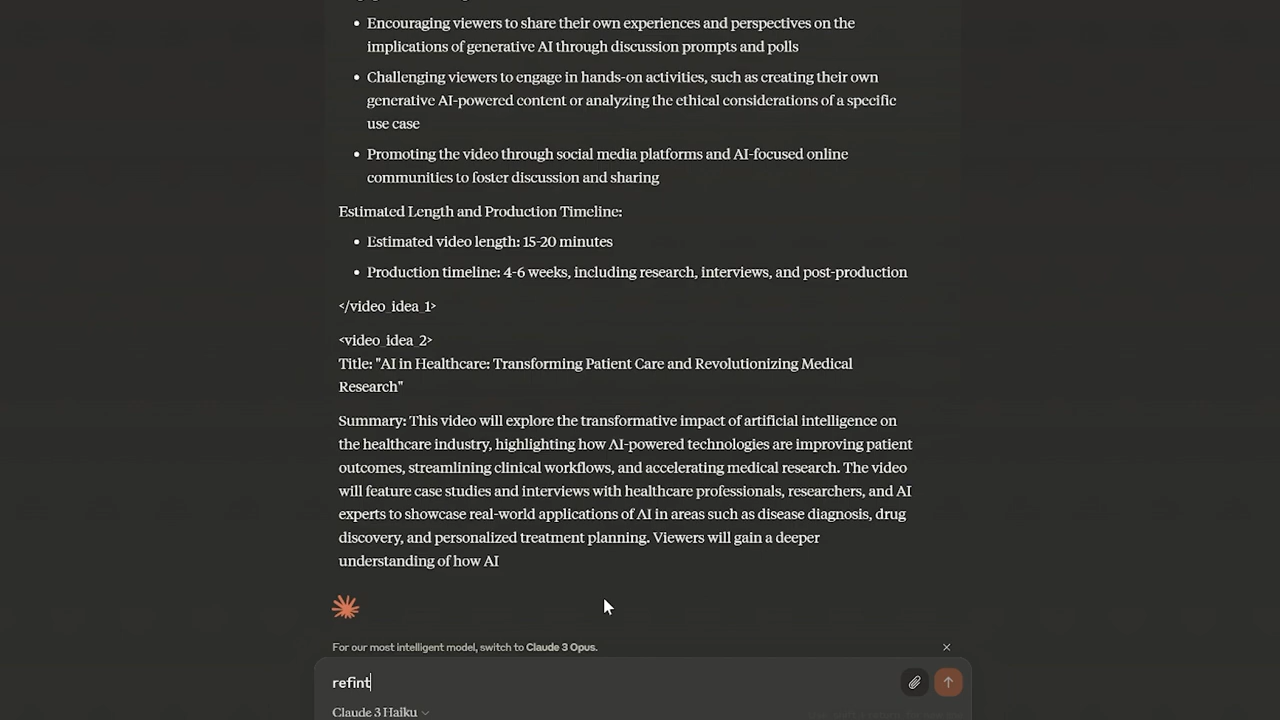 Encouraging viewers to share their own experiences and perspectives on the
implications of generative AI through discussion prompts and polls
Challenging viewers to engage in hands-on activities, such as creating their own
generative AI-powered content or analyzing the ethical considerations of a specific
use case
Promoting the video through social media platforms and AI-focused online
communities to foster discussion and sharing
Estimated Length and Production Timeline:
Estimated video length: 15-20 minutes
Production timeline: 4-6 weeks, including research, interviews, and post-production
</video_idea_1>
<video_idea_2>
Title: "AI in Healthcare: Transforming Patient Care and Revolutionizing Medical
Research"
Summary: This video will explore the transformative impact of artificial intelligence on
the healthcare industry, highlighting how AI-powered technologies are improving patient
outcomes, streamlining clinical workflows, and accelerating medical research. The video
will feature case studies and interviews with healthcare professionals, researchers, and AI
experts to showcase real-world applications of AI in areas such as disease diagnosis, drug
discovery, and personalized treatment planning. Viewers will gain a deeper
understanding of how AI
For our most intelligent model, switch to Claude 3 Opus.
refint
Claude 3 Haiku